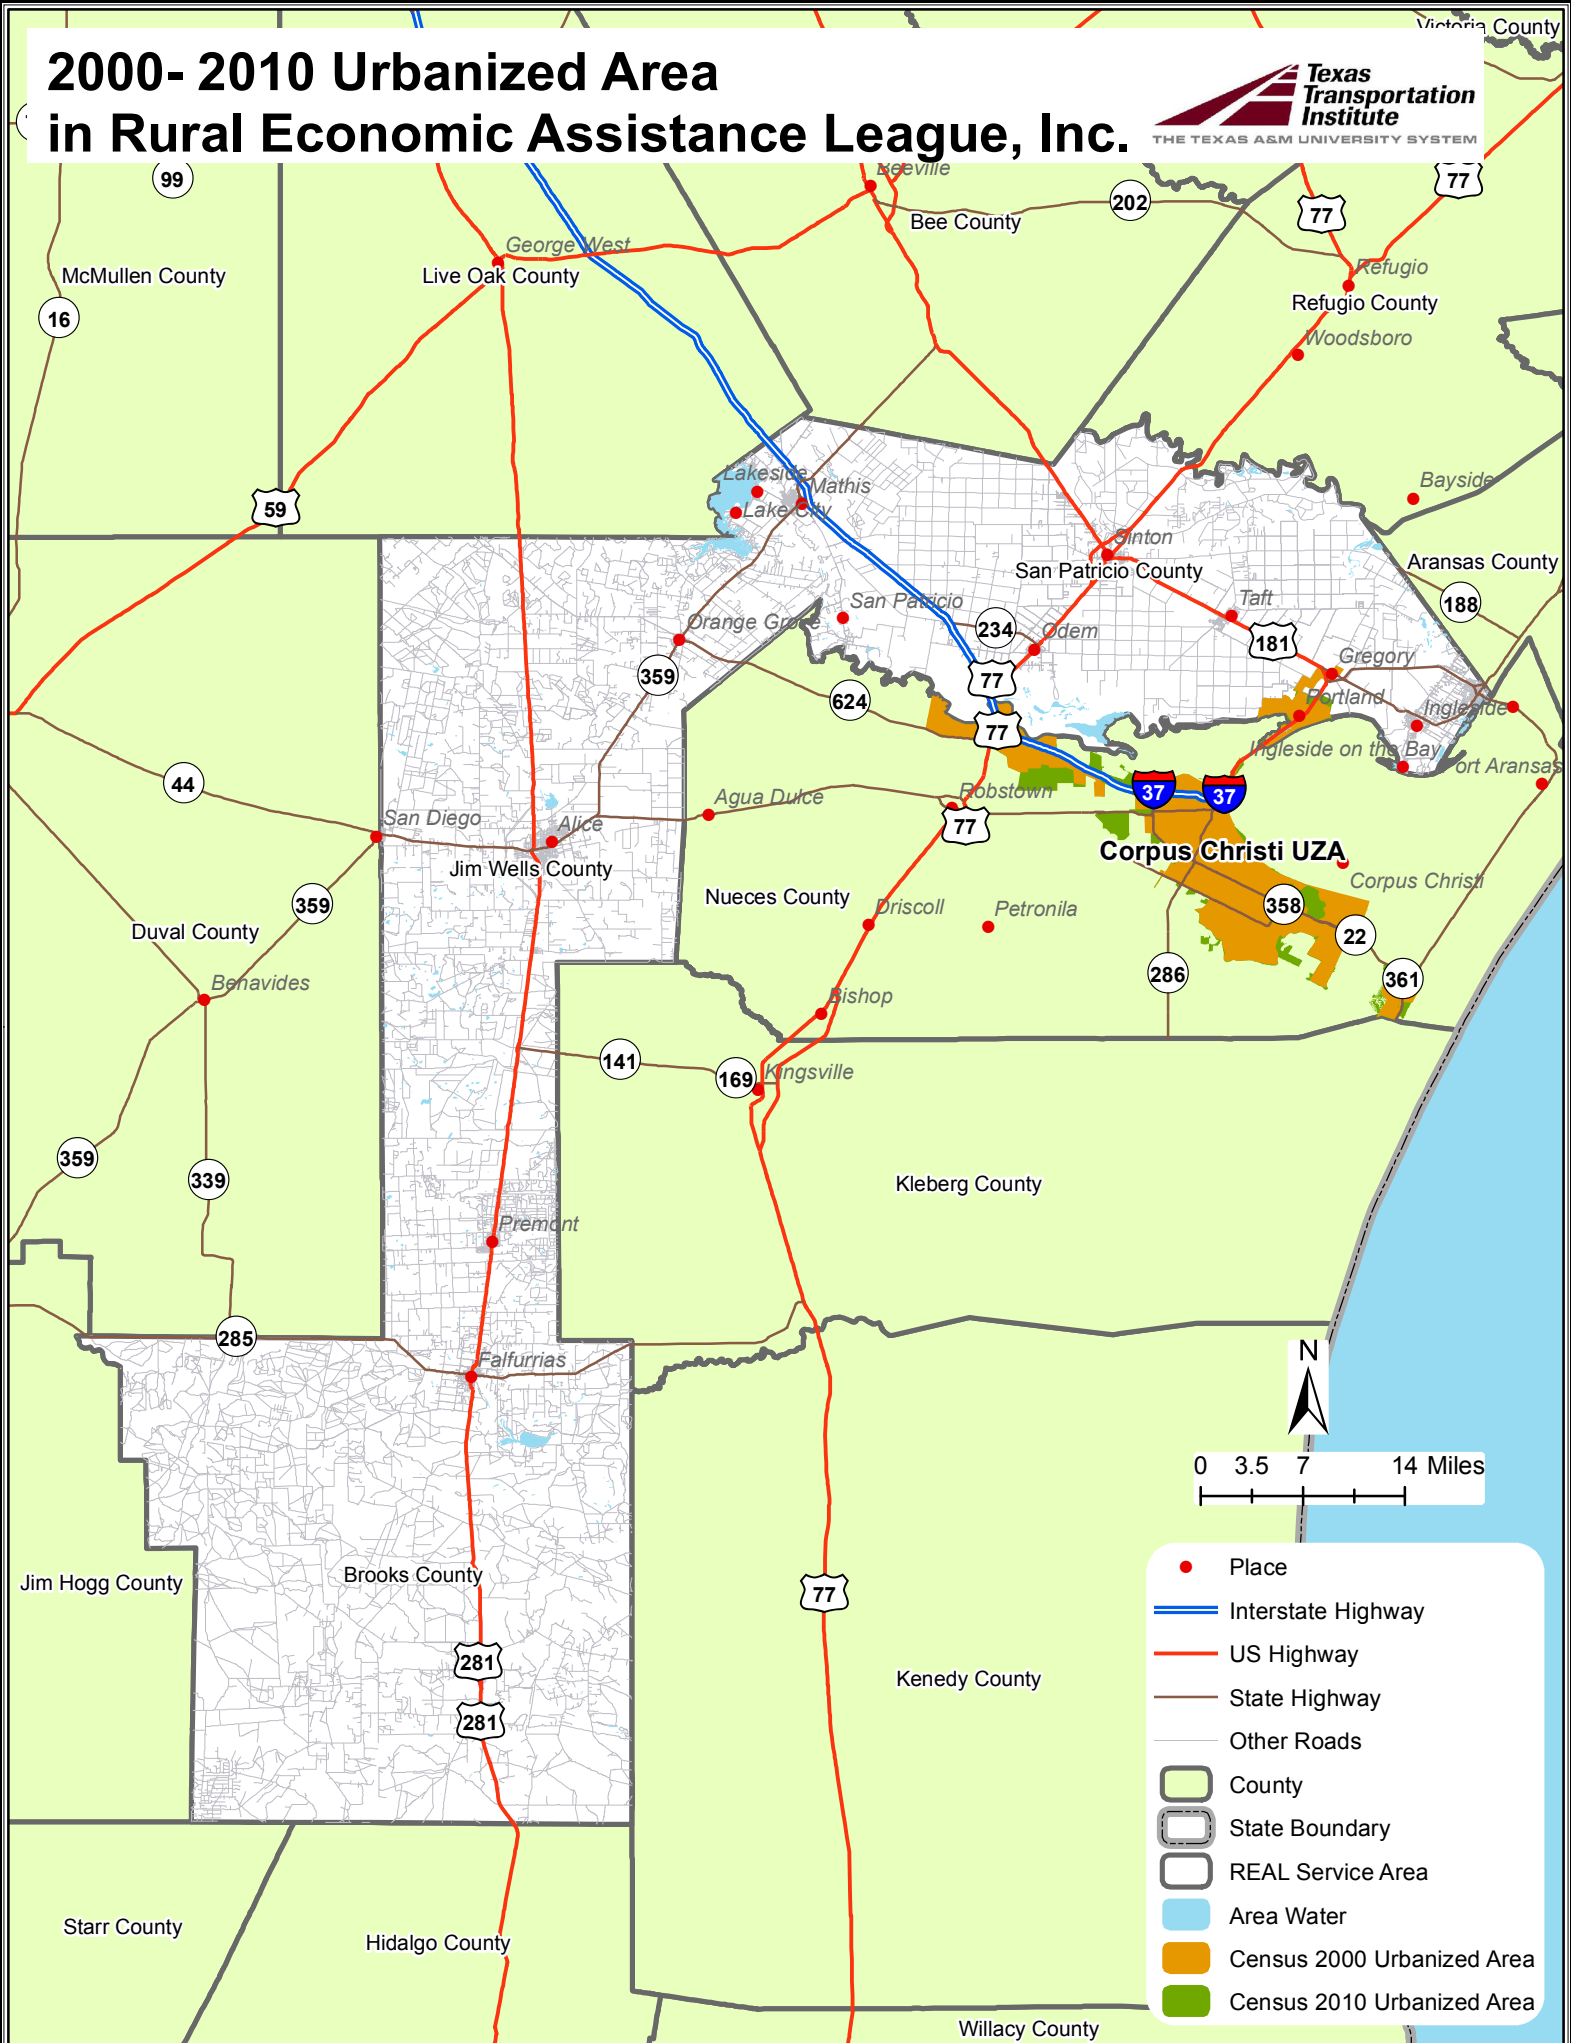 2000- 2010 Urbanized Area
in Rural Economic Assistance League, Inc.
Texas
Transportation
Institute
THE TEXAS A&M UNIVERSITY SYSTEM
Victoria County
99
Beeville
Bee County
202
77
77
George West
McMullen County
Live Oak County
Refugio
Refugio County
16
Woodsboro
Lakeside
Mathis
Lake City
Bayside
59
Sinton
San Patricio County
Aransas County
188
San Patricio
Taft
Orange Grove
234
Odem
181
359
77
Gregory
624
Portland
Ingleside
77
Ingleside on the Bay
ort Aransas
44
37
37
Agua Dulce
Robstown
San Diego
Alice
77
Corpus Christi UZA
Jim Wells County
Corpus Christi
Nueces County
359
Driscoll
Petronila
358
Duval County
22
286
361
Benavides
Bishop
141
169
Kingsville
359
339
Kleberg County
Premont
285
Falfurrias
N
0 3.5 7 14 Miles
Jim Hogg County
Brooks County
77
281
Kenedy County
281
Place
Interstate Highway
US Highway
State Highway
Other Roads
County
State Boundary
REAL Service Area
Area Water
Census 2000 Urbanized Area
Census 2010 Urbanized Area
Starr County
Hidalgo County
Willacy County